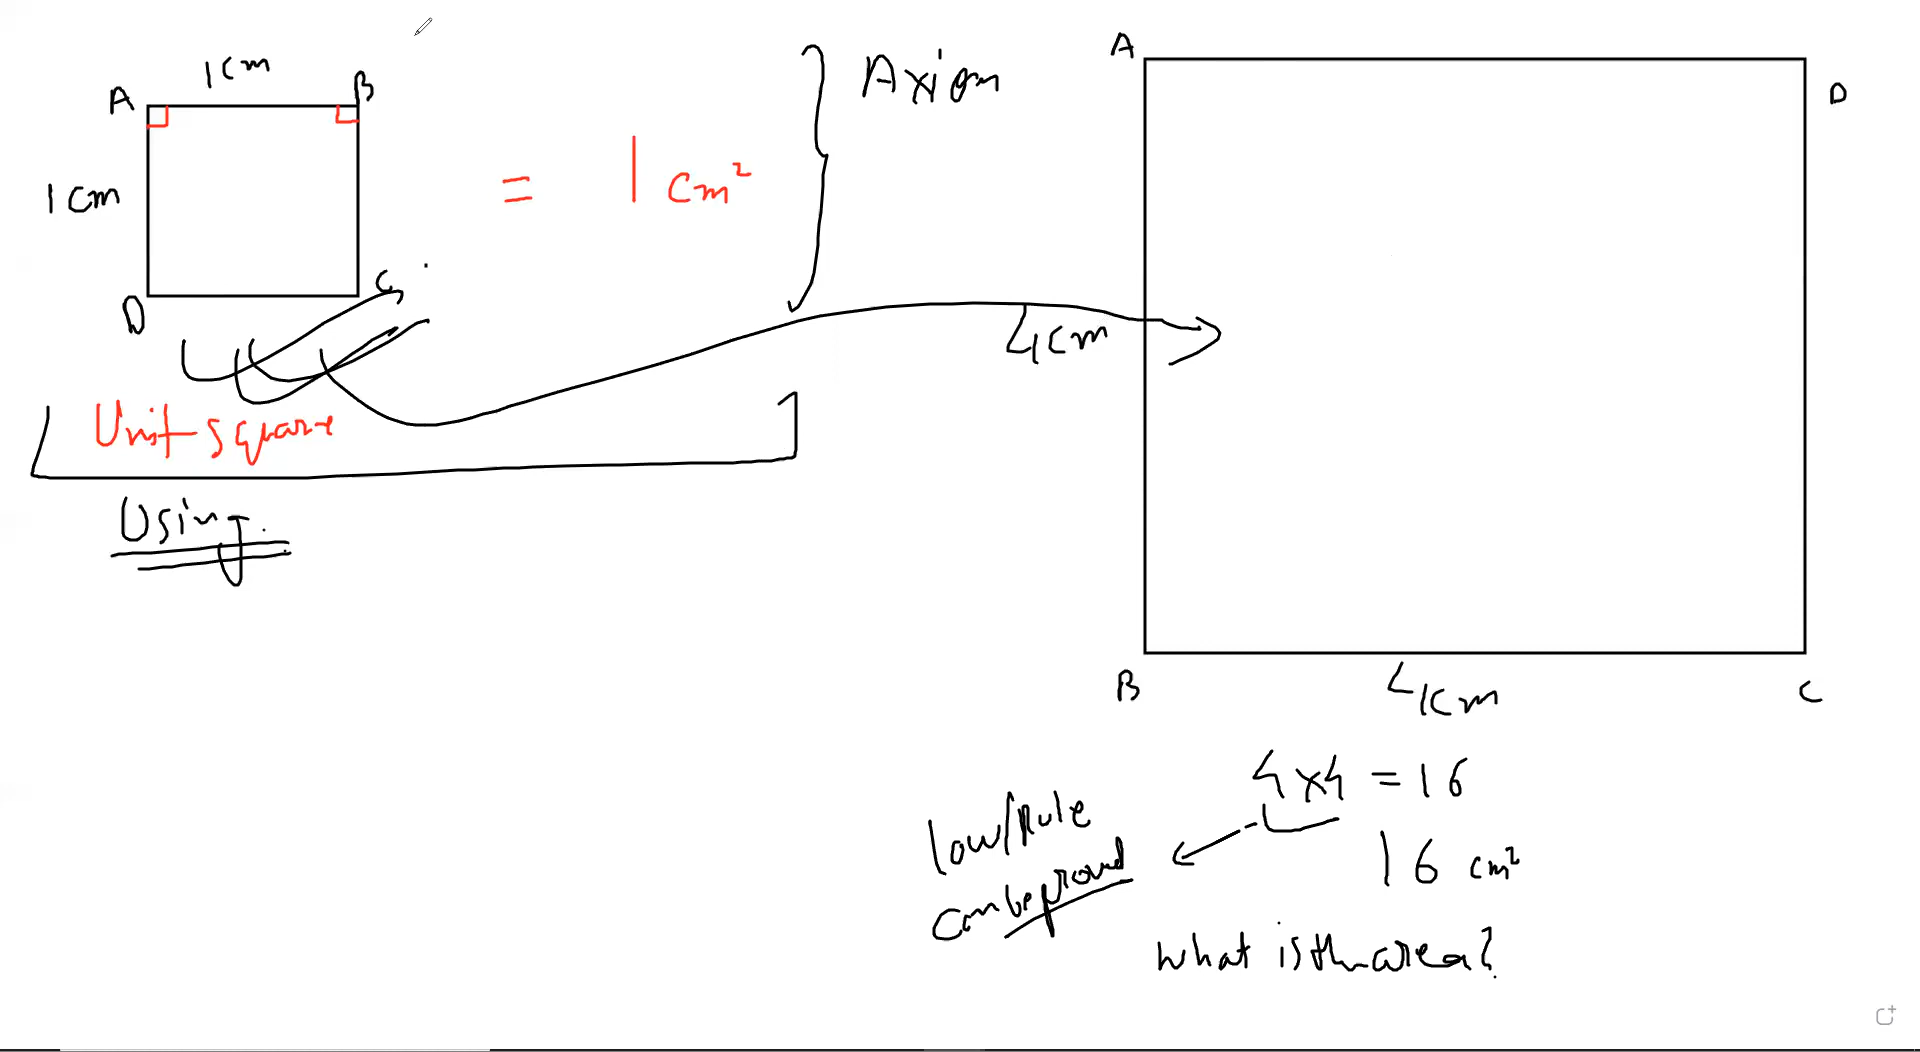 1cm
A
B
1cm
D
C
= 1 cm²
Axiom
Unit square
Using
A
D
4cm
B
C
4cm
4x4 = 16
16 cm²
Law/Rule
can be proved
what is the area?